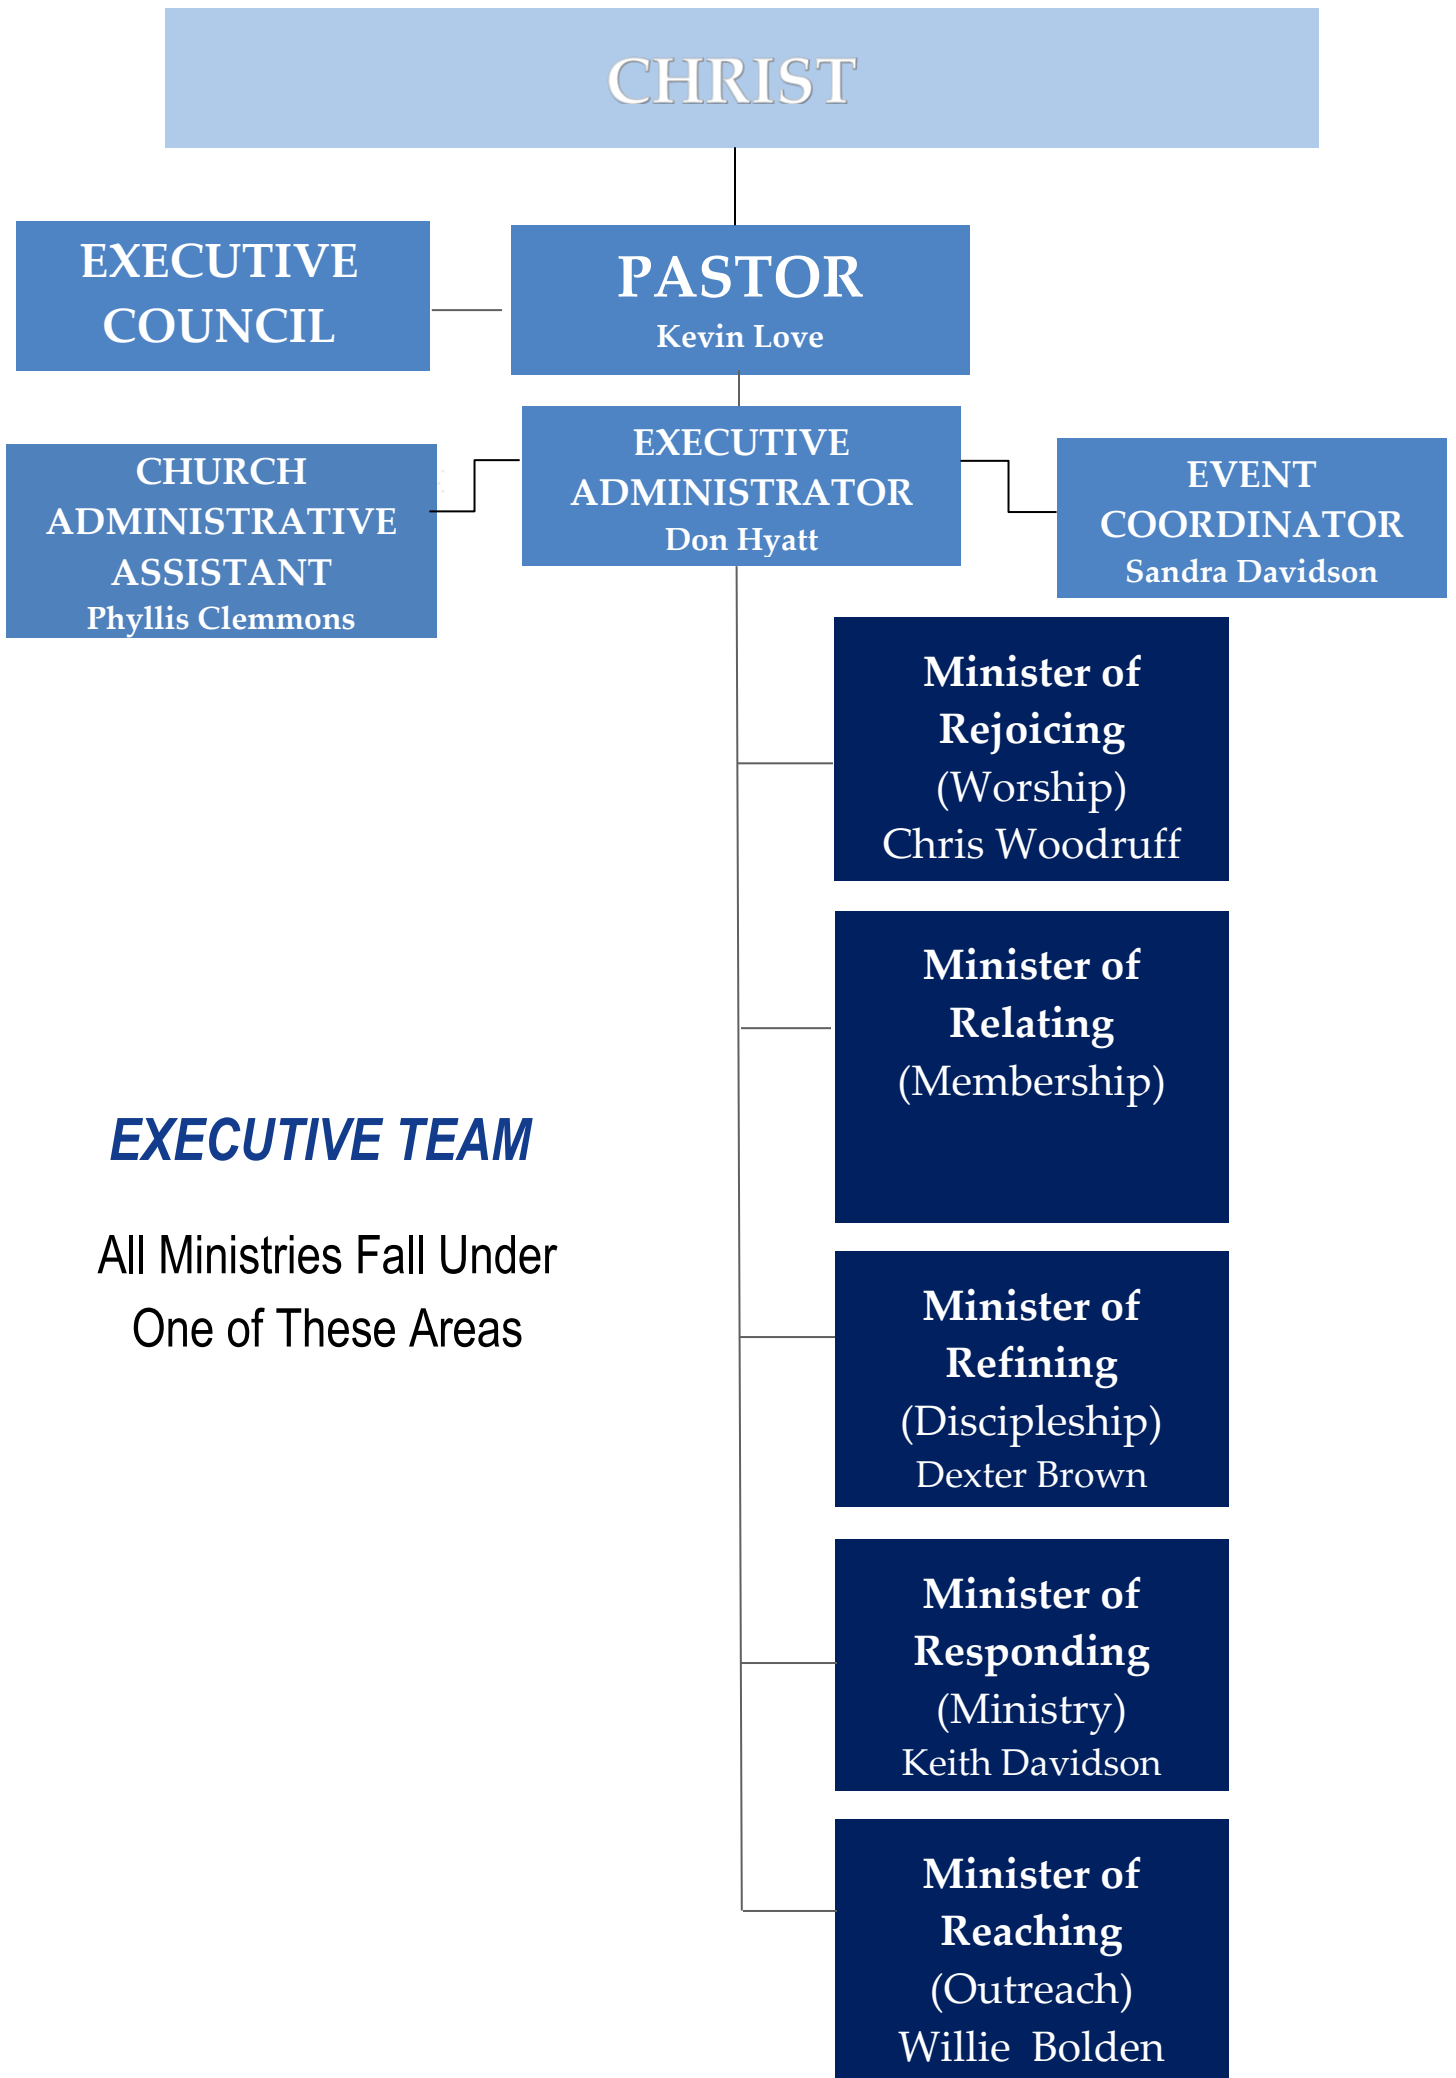 CHRIST
EXECUTIVE
COUNCIL
PASTOR
Kevin Love
CHURCH
ADMINISTRATIVE
ASSISTANT
Phyllis Clemmons
EXECUTIVE
ADMINISTRATOR
Don Hyatt
EVENT
COORDINATOR
Sandra Davidson
Minister of
Rejoicing
(Worship)
Chris Woodruff
Minister of
Relating
(Membership)
EXECUTIVE TEAM
All Ministries Fall Under
One of These Areas
Minister of
Refining
(Discipleship)
Dexter Brown
Minister of
Responding
(Ministry)
Keith Davidson
Minister of
Reaching
(Outreach)
Willie Bolden